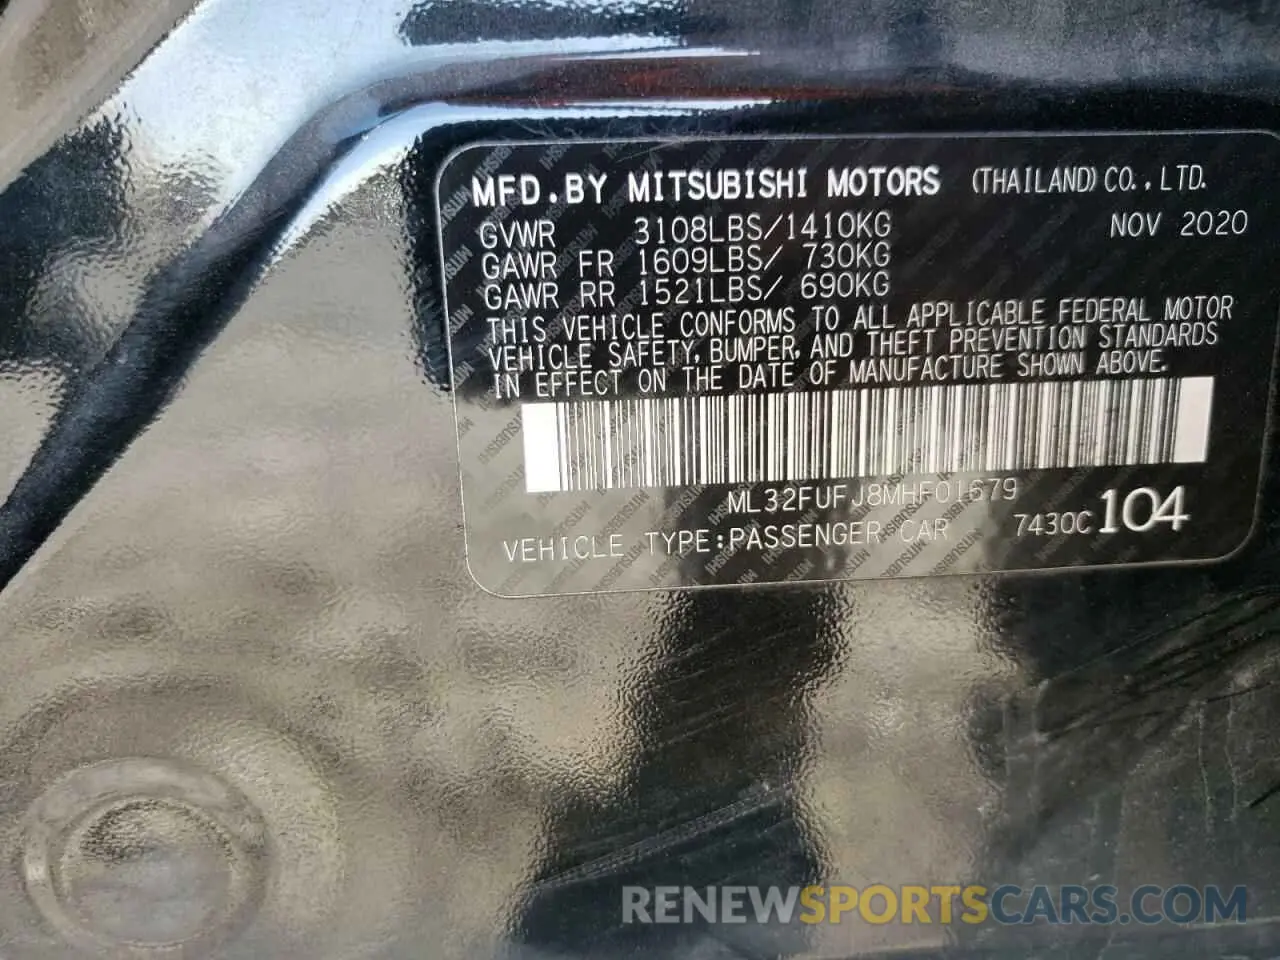 MFD.BY MITSUBISHI MOTORS (THAILAND)CO.,LTD.
GVWR 3108LBS/1410KG NOV 2020
GAWR FR 1609LBS/ 730KG
GAWR RR 1521LBS/ 690KG
THIS VEHICLE CONFORMS TO ALL APPLICABLE FEDERAL MOTOR
VEHICLE SAFETY, BUMPER, AND THEFT PREVENTION STANDARDS
IN EFFECT ON THE DATE OF MANUFACTURE SHOWN ABOVE.
ML32FUFJ8MHF01679
VEHICLE TYPE:PASSENGER CAR 7430C 104
RENEWSPORTSCARS.COM